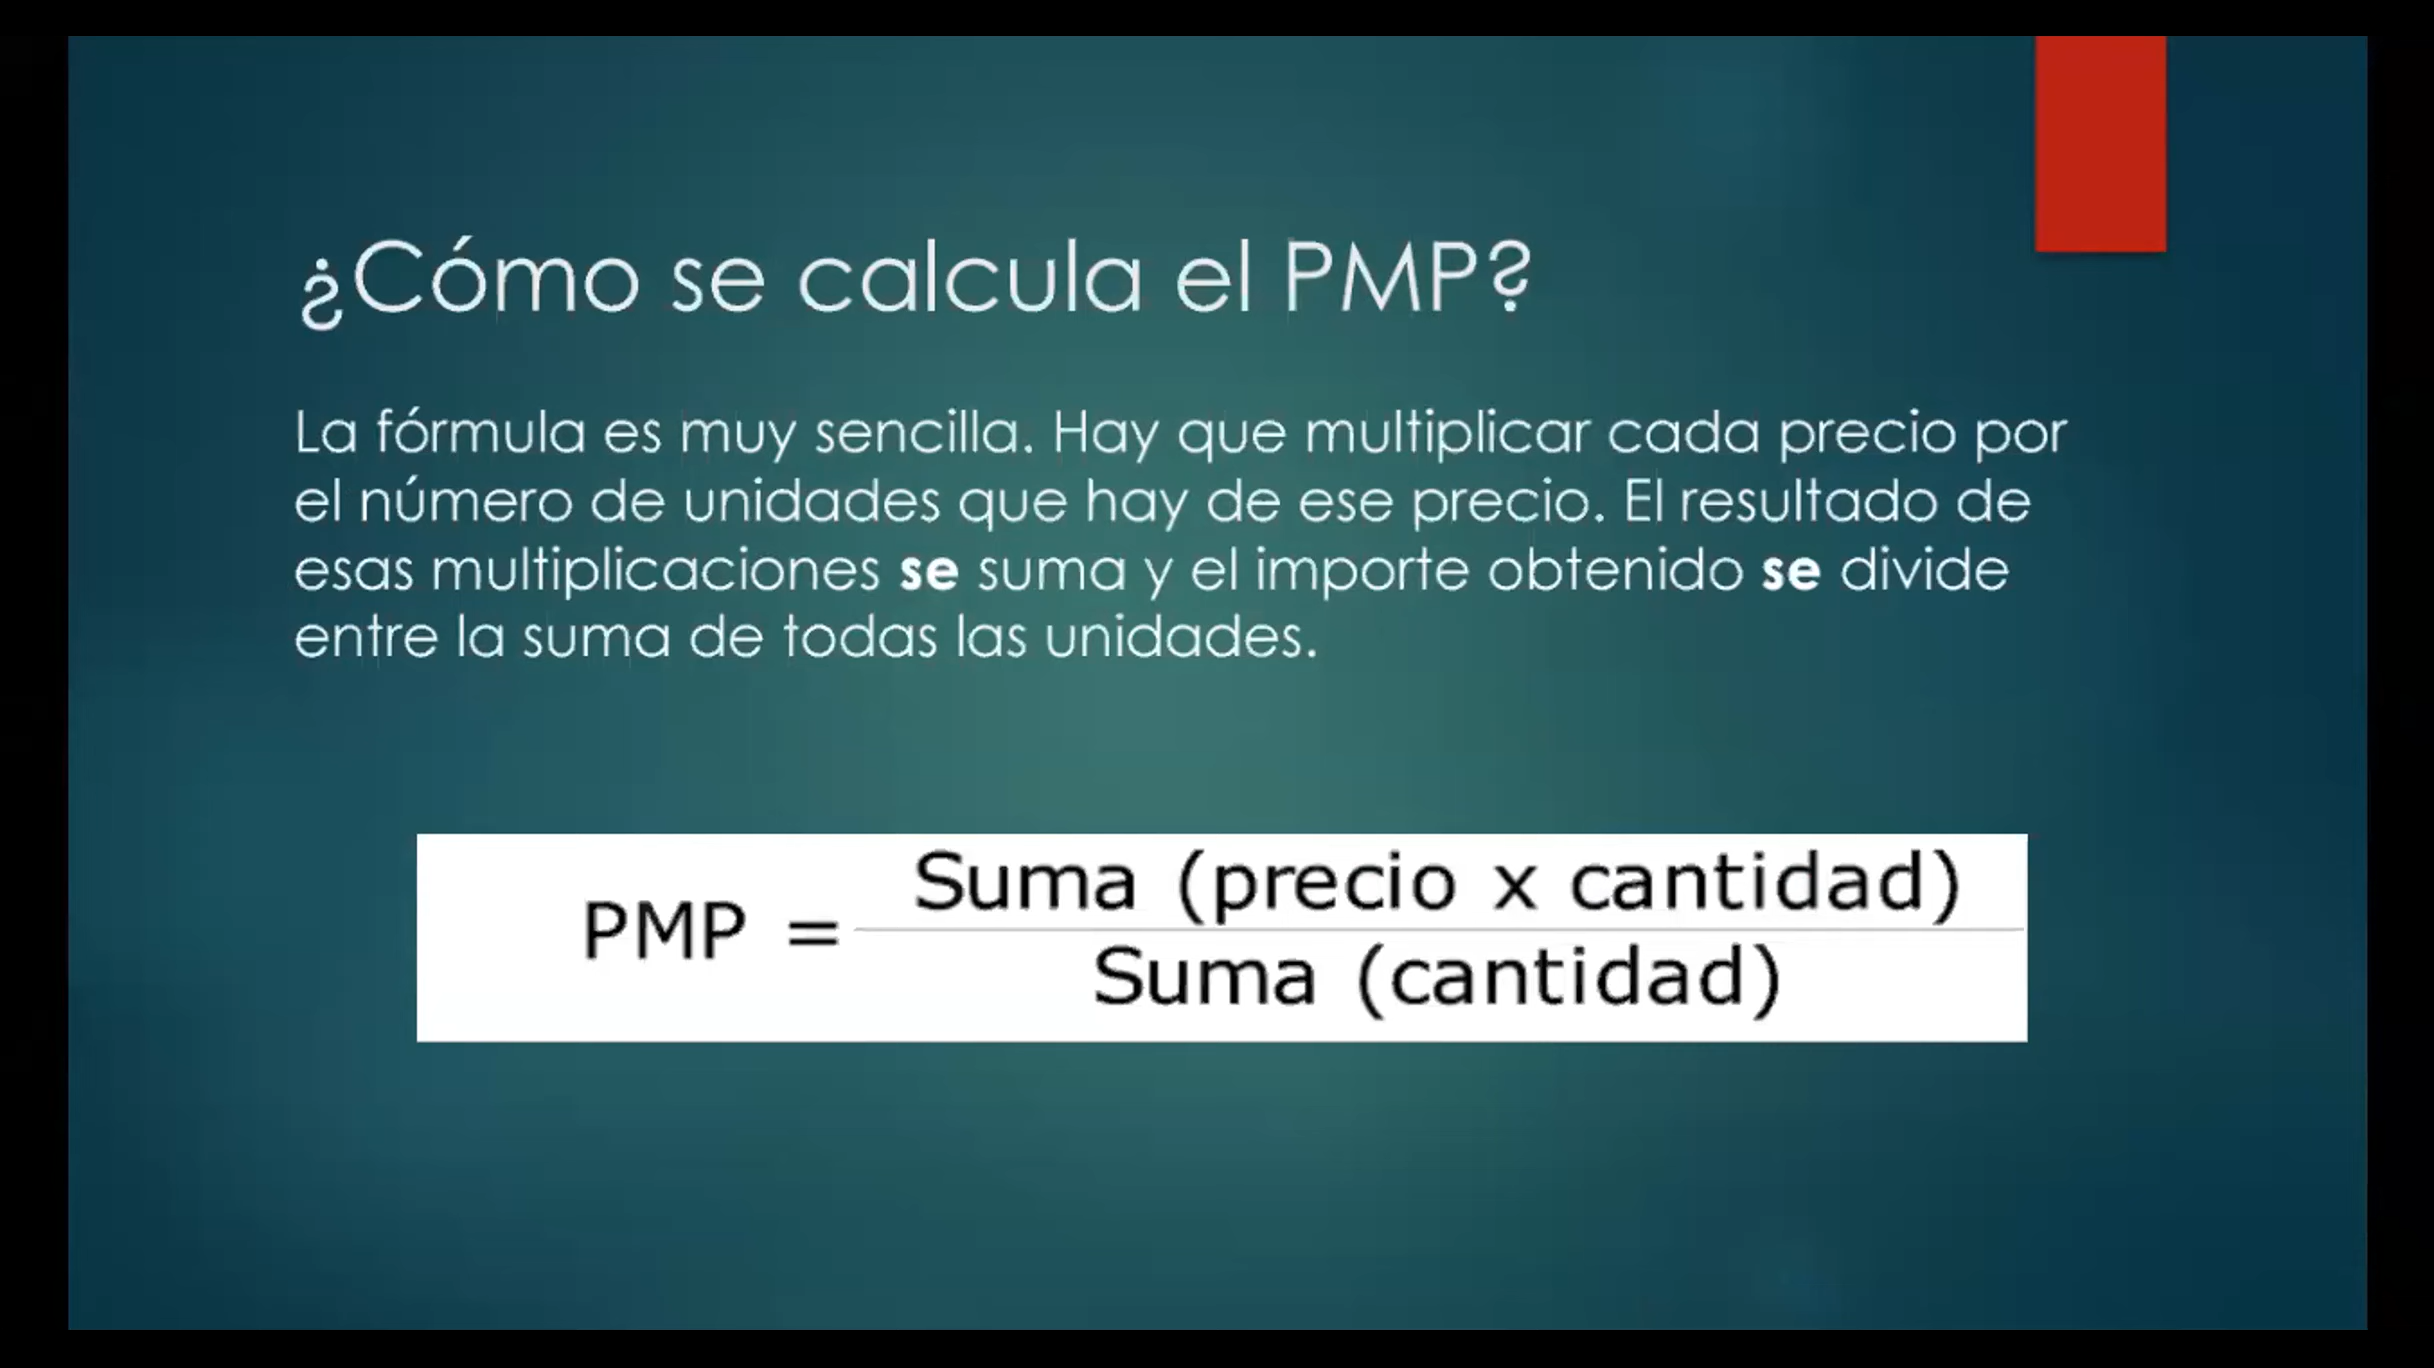 ¿Cómo se calcula el PMP?
La fórmula es muy sencilla. Hay que multiplicar cada precio por
el número de unidades que hay de ese precio. El resultado de
esas multiplicaciones se suma y el importe obtenido se divide
entre la suma de todas las unidades.
PMP = Suma (precio x cantidad)
Suma (cantidad)